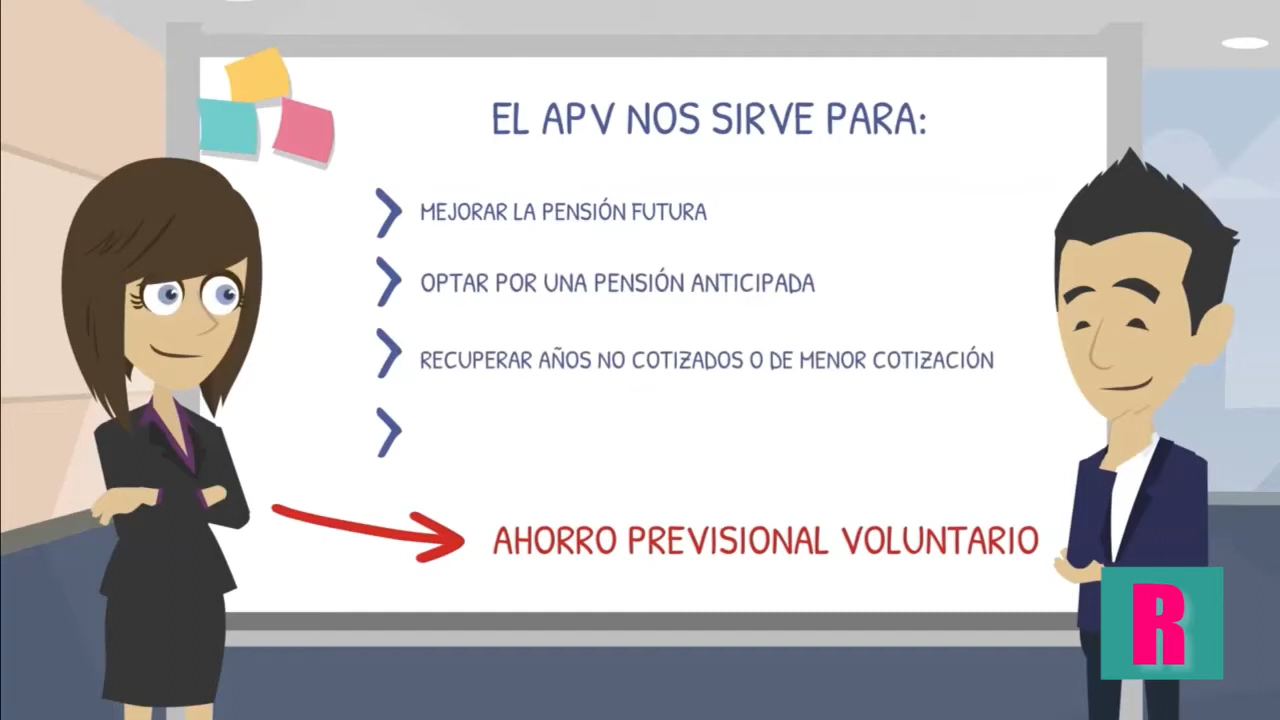 EL APV NOS SIRVE PARA:
MEJORAR LA PENSIÓN FUTURA
OPTAR POR UNA PENSIÓN ANTICIPADA
RECUPERAR AÑOS NO COTIZADOS O DE MENOR COTIZACIÓN
AHORRO PREVISIONAL VOLUNTARIO
R